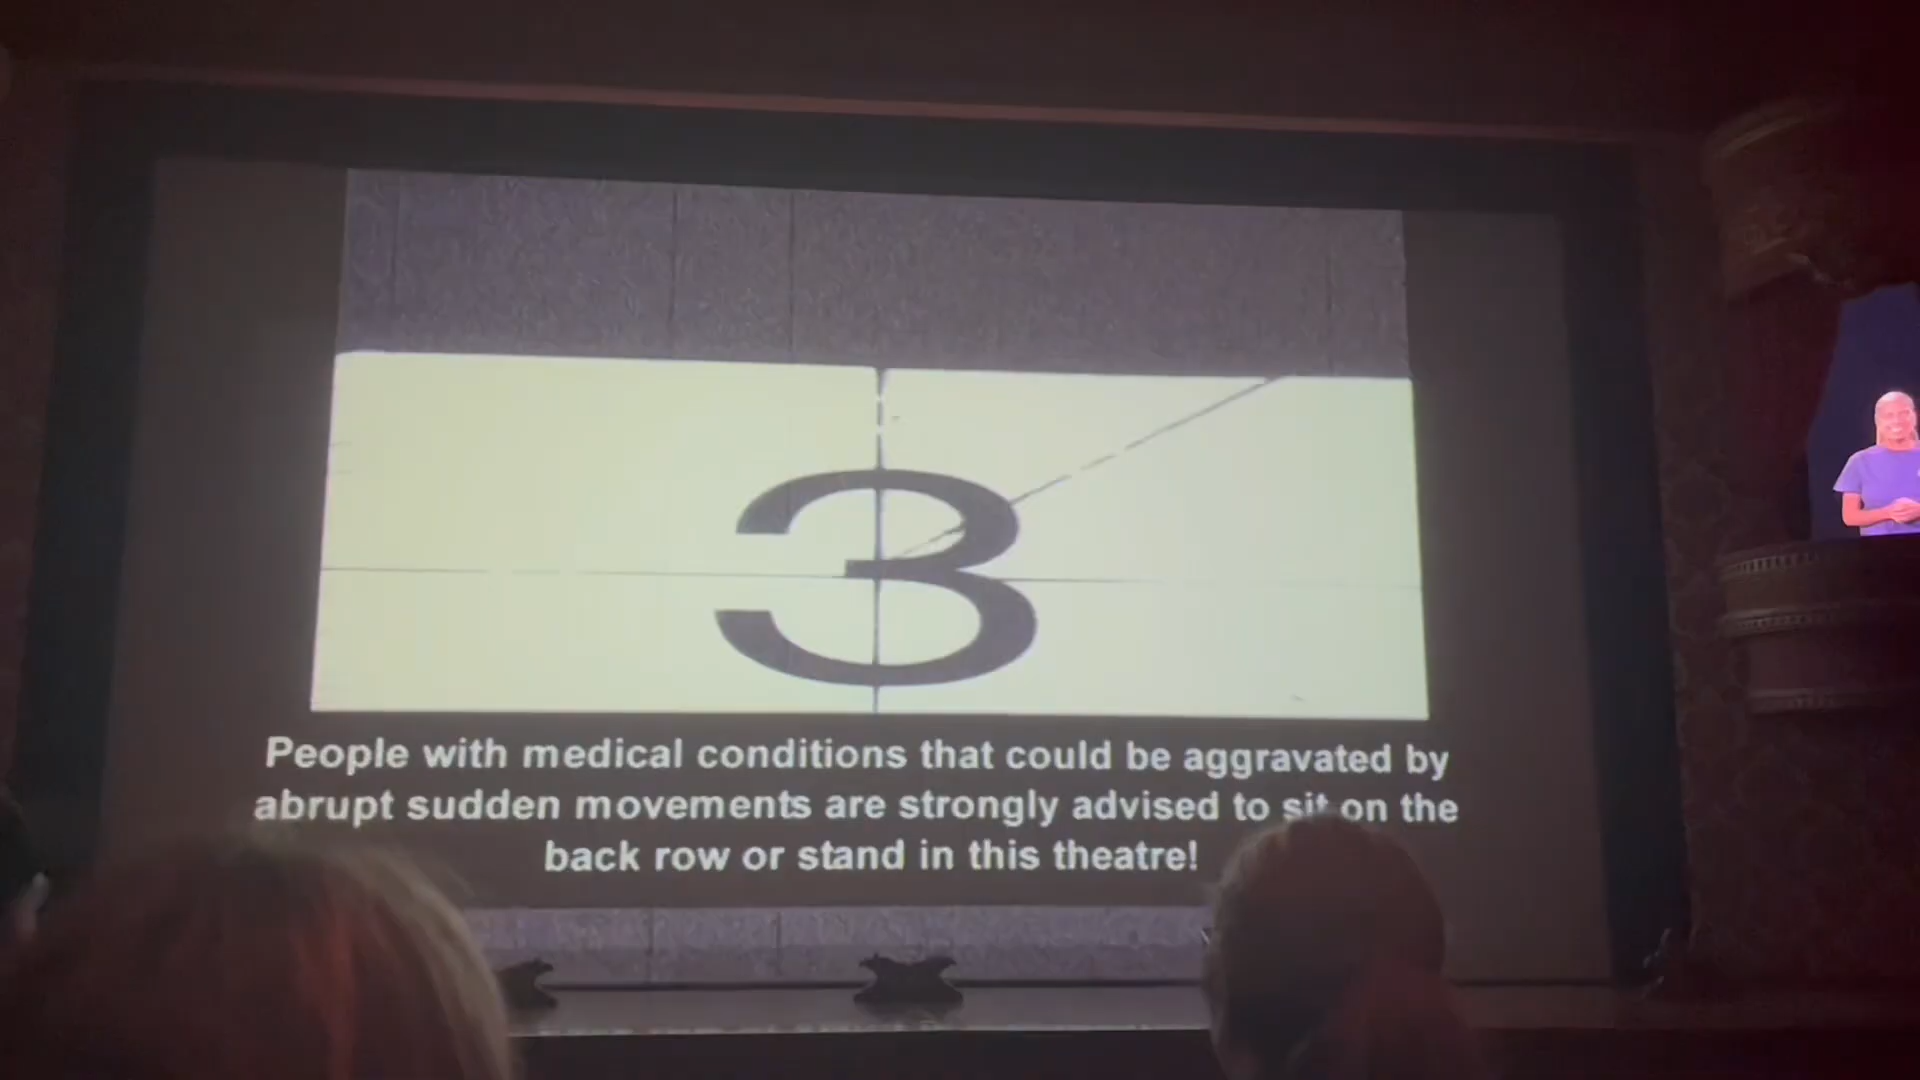 3
People with medical conditions that could be aggravated by
abrupt sudden movements are strongly advised to sit on the
back row or stand in this theatre!